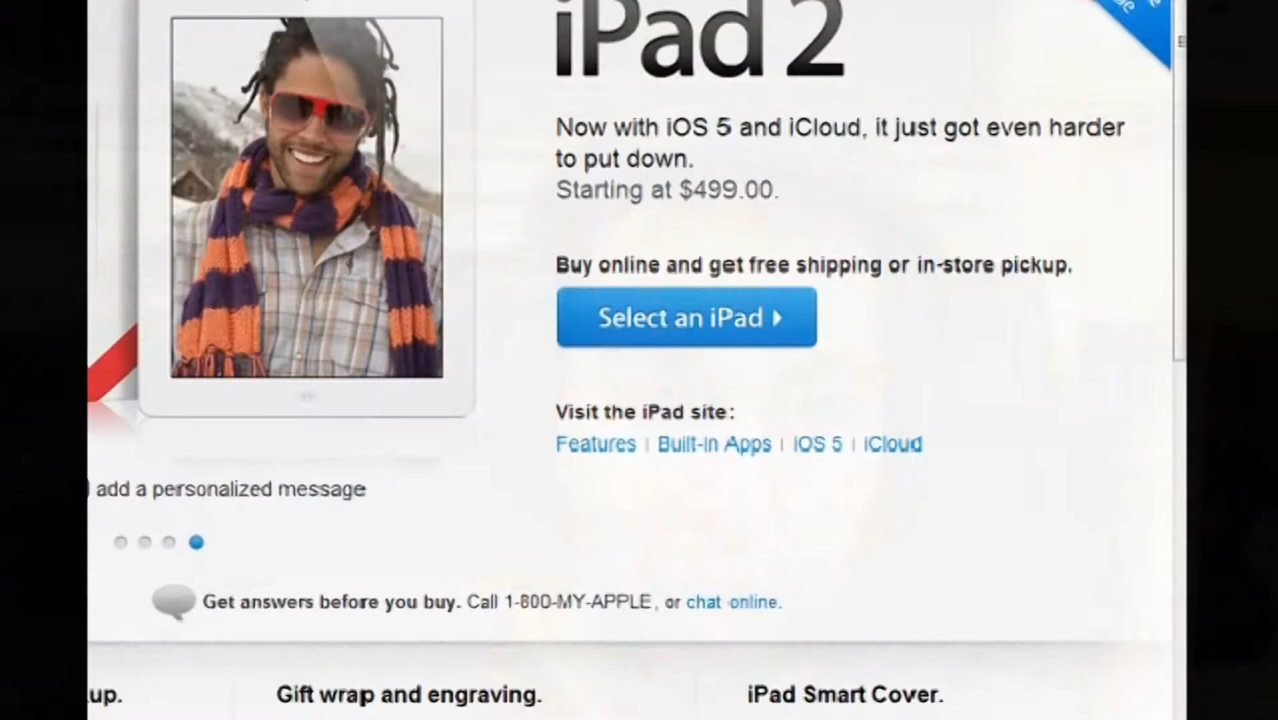 iPad 2
Now with iOS 5 and iCloud, it just got even harder
to put down.
Starting at $499.00.
Buy online and get free shipping or in-store pickup.
Select an iPad
Visit the iPad site:
Features | Built-in Apps | iOS 5 | iCloud
add a personalized message
Get answers before you buy. Call 1-800-MY-APPLE, or chat online.
up. Gift wrap and engraving. iPad Smart Cover.